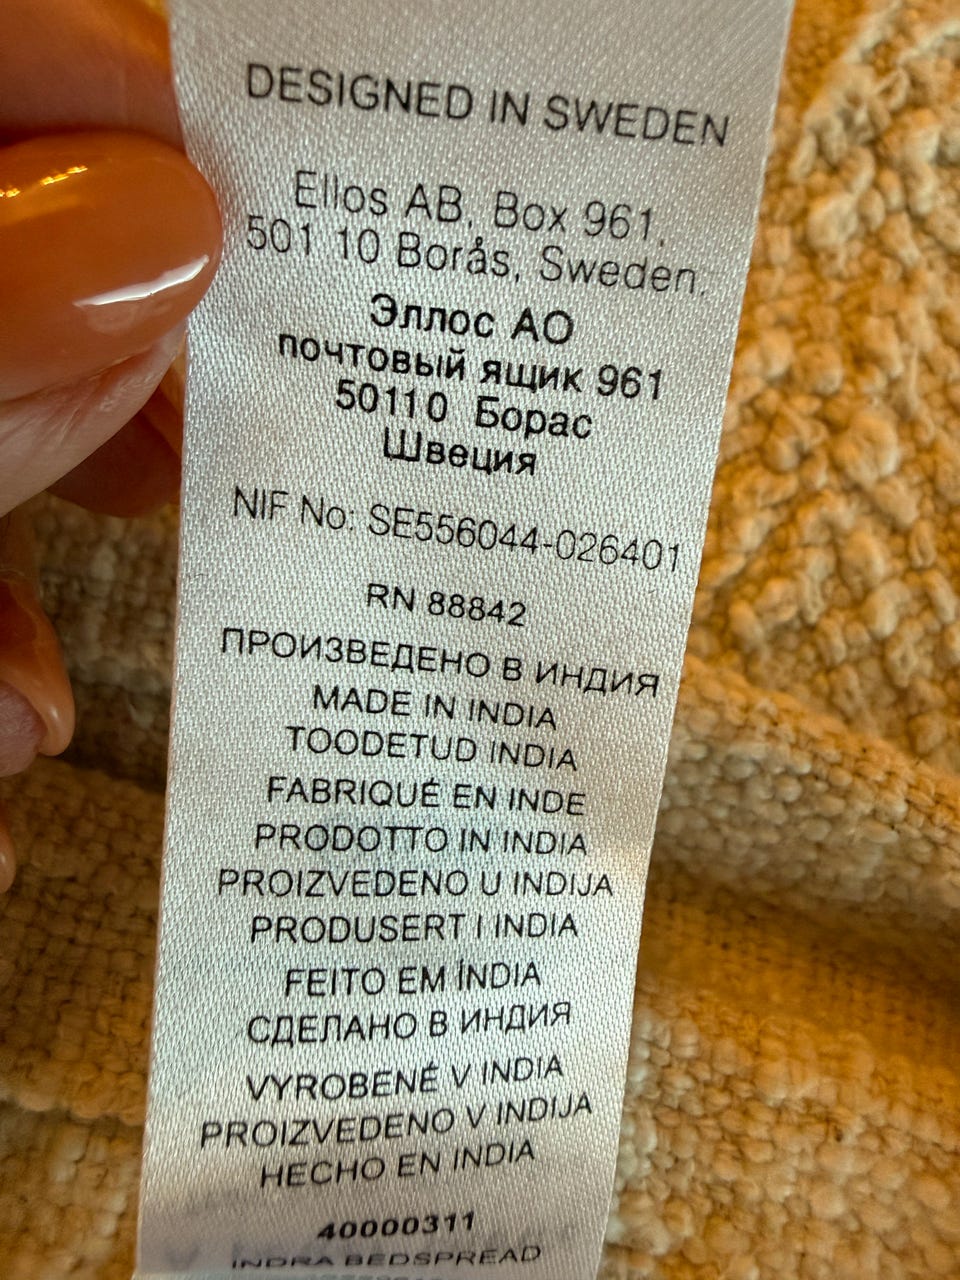 DESIGNED IN SWEDEN
Ellos AB, Box 961,
501 10 Borås, Sweden.
Эллос АО
почтовый ящик 961
50110 Борас
Швеция
NIF No: SE556044-026401
RN 88842
ПРОИЗВЕДЕНО В ИНДИЯ
MADE IN INDIA
TOODETUD INDIA
FABRIQUÉ EN INDE
PRODOTTO IN INDIA
PROIZVEDENO U INDIJA
PRODUSERT I INDIA
FEITO EM ÍNDIA
СДЕЛАНО В ИНДИЯ
VYROBENÉ V INDIA
PROIZVEDENO V INDIJA
HECHO EN INDIA
40000311
INDRA BEDSPREAD